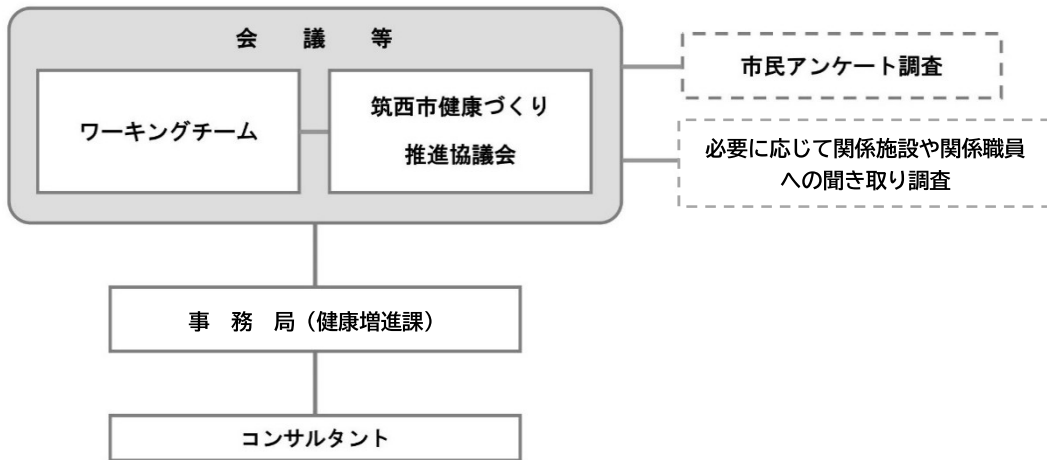 会　議　等
ワーキングチーム
筑西市健康づくり
推進協議会
市民アンケート調査
必要に応じて関係施設や関係職員
への聞き取り調査
事　務　局（健康増進課）
コンサルタント